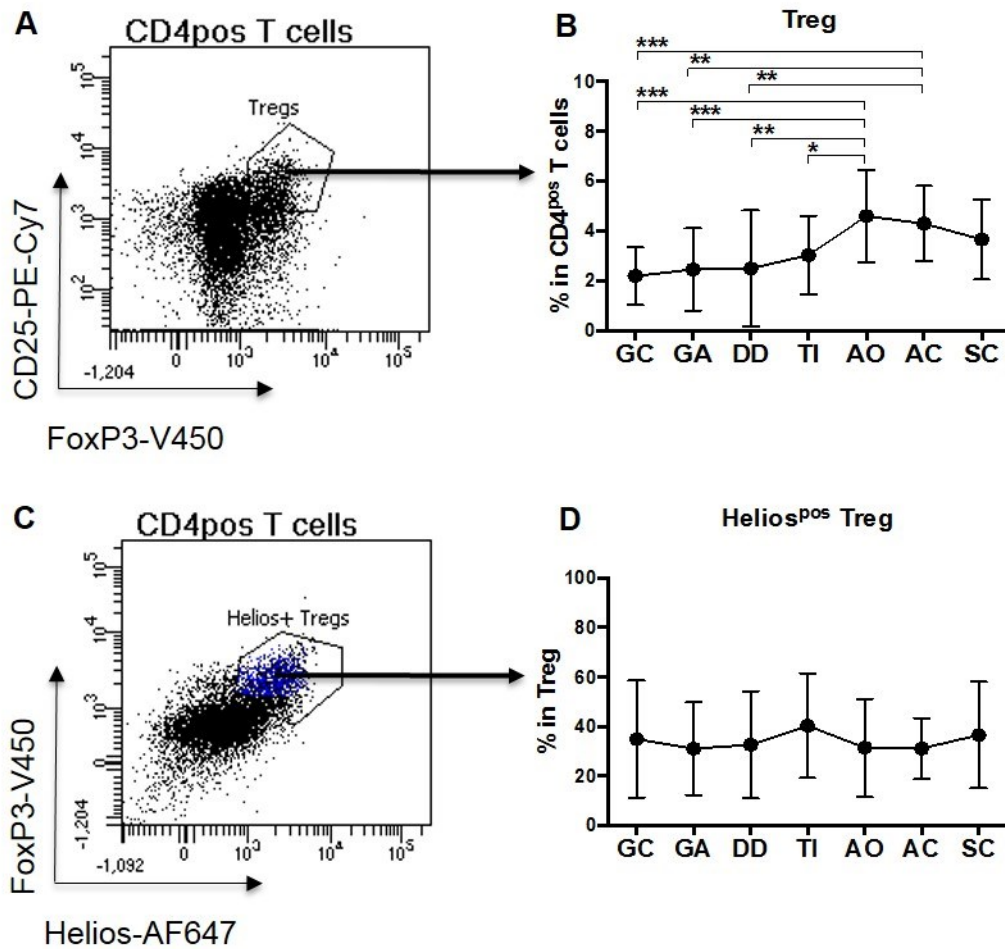 A
CD4pos T cells
10⁵
10⁴
10³
10²
Tregs
CD25-PE-Cy7
0 10³ 10⁴ 10⁵
-1,204
FoxP3-V450
B
Treg
***
**
**
***
***
**
*
10
8
6
4
2
0
% in CD4ᵖᵒˢ T cells
GC GA DD TI AO AC SC
C
CD4pos T cells
10⁵
10⁴
10³
0
-1,204
Helios+ Tregs
FoxP3-V450
0 10³ 10⁴ 10⁵
-1,092
Helios-AF647
D
Heliosᵖᵒˢ Treg
100
80
60
40
20
0
% in Treg
GC GA DD TI AO AC SC